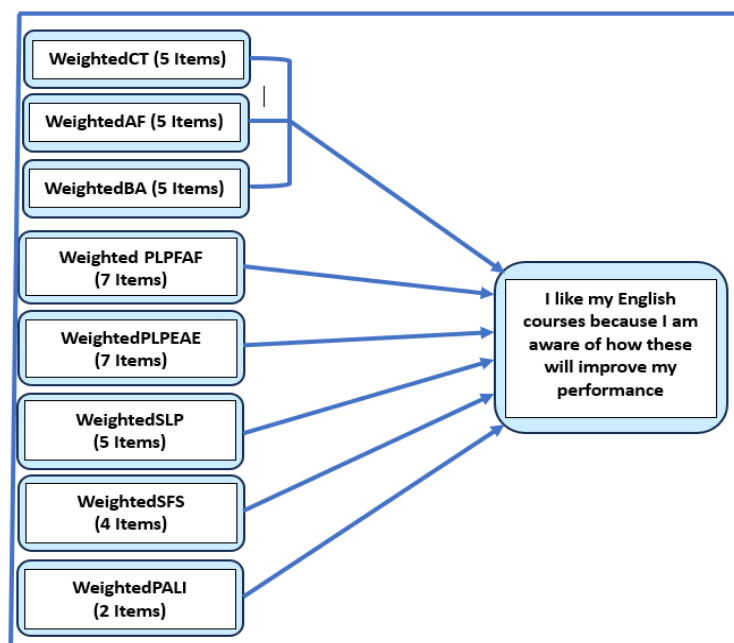 WeightedCT (5 Items)
WeightedAF (5 Items)
WeightedBA (5 Items)
Weighted PLPFAF
(7 Items)
WeightedPLPEAE
(7 Items)
WeightedSLP
(5 Items)
WeightedSFS
(4 Items)
WeightedPALI
(2 Items)
I like my English
courses because I am
aware of how these
will improve my
performance